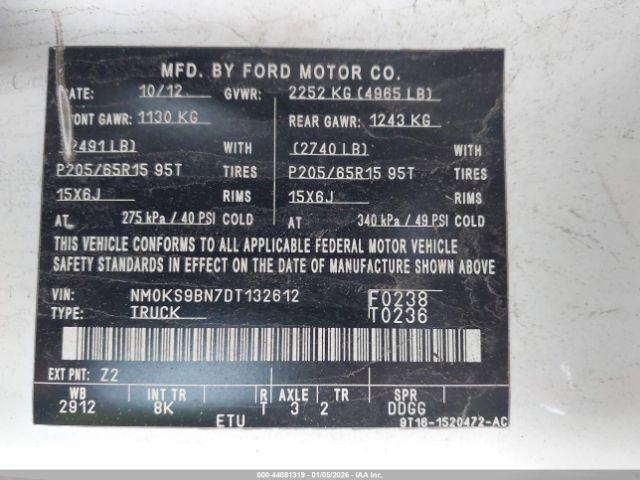 MFD. BY FORD MOTOR CO.
DATE: 10/12 GVWR: 2252 KG (4965 LB)
FRONT GAWR: 1130 KG REAR GAWR: 1243 KG
(2491 LB) WITH (2740 LB) WITH
P205/65R15 95T TIRES P205/65R15 95T TIRES
15X6J RIMS 15X6J RIMS
AT 275 kPa / 40 PSI COLD AT 340 kPa / 49 PSI COLD
THIS VEHICLE CONFORMS TO ALL APPLICABLE FEDERAL MOTOR VEHICLE
SAFETY STANDARDS IN EFFECT ON THE DATE OF MANUFACTURE SHOWN ABOVE
VIN: NM0KS9BN7DT132612 F0238
TYPE: TRUCK T0236
EXT PNT: Z2
WB INT TR R AXLE TR SPR
2912 8K T 3 2 DDGG
ETU 9T16-1520472-AC
000-44081319 | 01/05/2026 - IAAI.COM